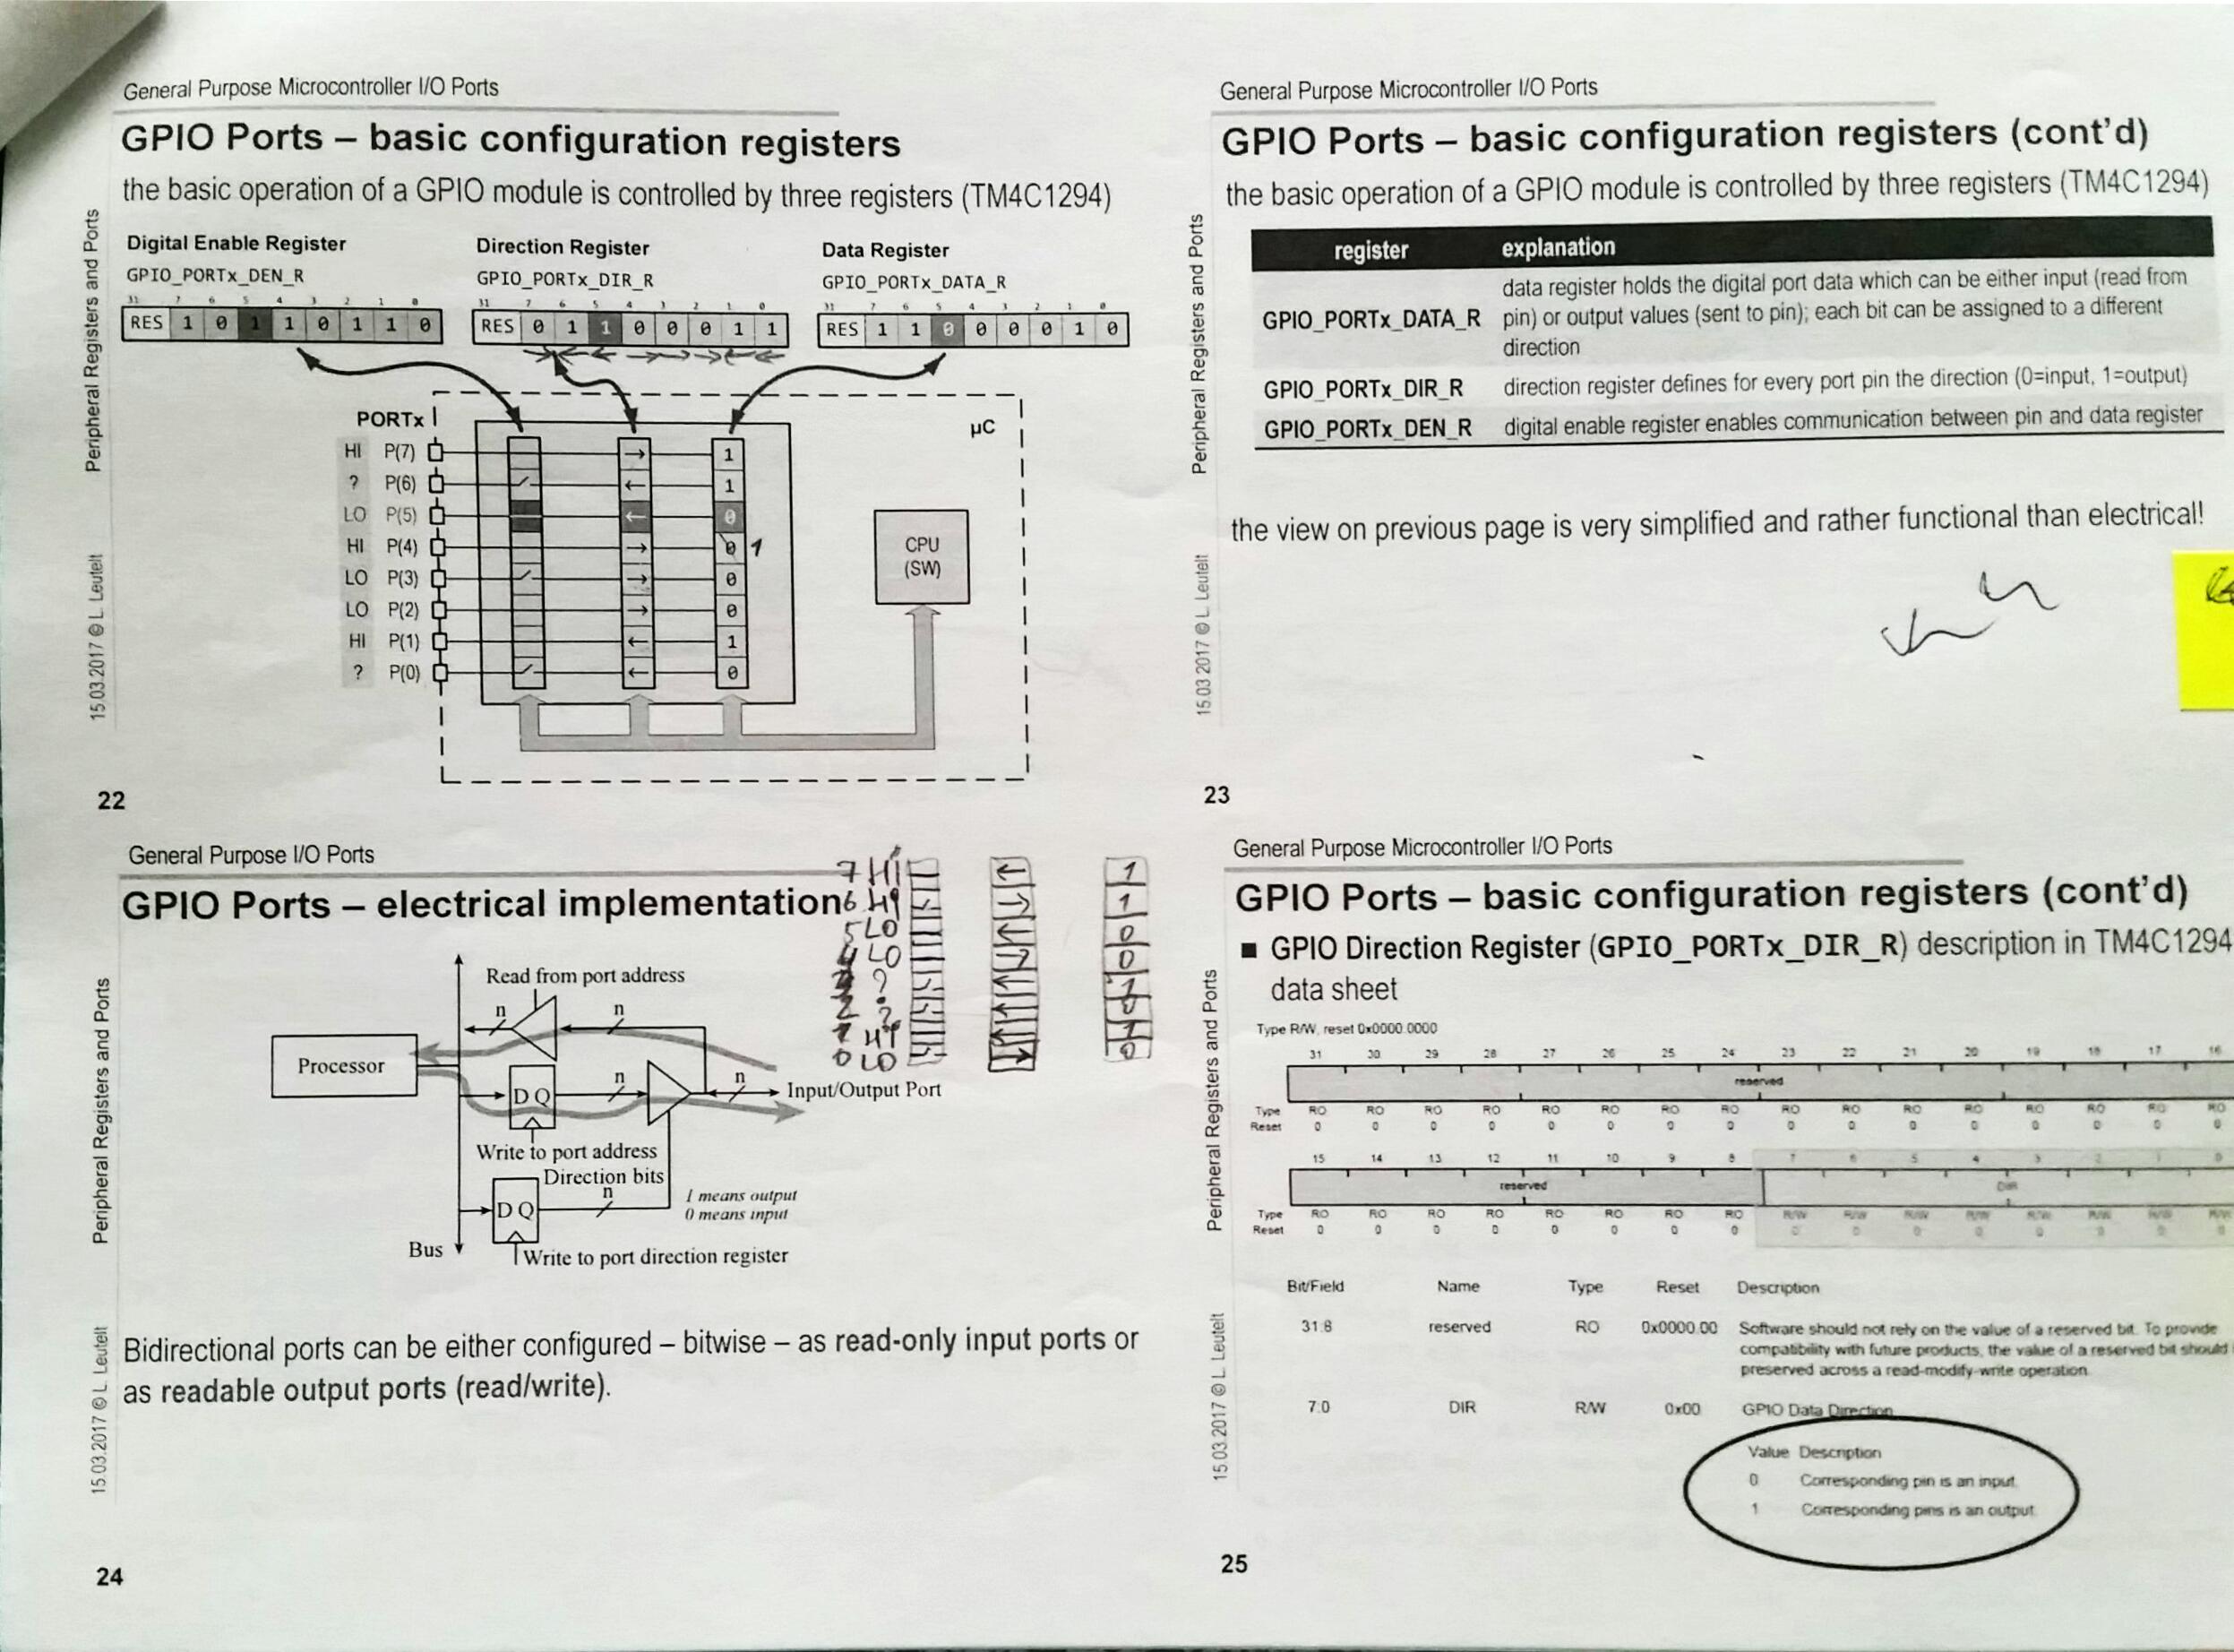 General Purpose Microcontroller I/O Ports
GPIO Ports – basic configuration registers
the basic operation of a GPIO module is controlled by three registers (TM4C1294)
Digital Enable Register
GPIO_PORTx_DEN_R
31 7 6 5 4 3 2 1 0
RES 1 0 1 1 0 1 1 0
Direction Register
GPIO_PORTx_DIR_R
31 7 6 5 4 3 2 1 0
RES 0 1 1 0 0 0 1 1
Data Register
GPIO_PORTx_DATA_R
31 7 6 5 4 3 2 1 0
RES 1 1 0 0 0 0 1 0
PORTx
µC
HI P(7) → 1
? P(6) ← 1
LO P(5) ← 0
HI P(4) → 0 1
LO P(3) → 0
LO P(2) → 0
HI P(1) ← 1
? P(0) ← 0
CPU
(SW)
Peripheral Registers and Ports
15.03.2017 © L. Leutelt
22
General Purpose Microcontroller I/O Ports
GPIO Ports – basic configuration registers (cont'd)
the basic operation of a GPIO module is controlled by three registers (TM4C1294)
register explanation
GPIO_PORTx_DATA_R data register holds the digital port data which can be either input (read from
pin) or output values (sent to pin); each bit can be assigned to a different
direction
GPIO_PORTx_DIR_R direction register defines for every port pin the direction (0=input, 1=output)
GPIO_PORTx_DEN_R digital enable register enables communication between pin and data register
the view on previous page is very simplified and rather functional than electrical!
Peripheral Registers and Ports
15.03.2017 © L. Leutelt
23
General Purpose I/O Ports
GPIO Ports – electrical implementation
7 HI ← 1
6 HI → 1
5 LO ← 0
4 LO → 0
?
2 ?
1 HI
0 LO → 0
Read from port address
n n
Processor
D Q
n
n
Input/Output Port
Write to port address
Direction bits
n
D Q
1 means output
0 means input
Bus
Write to port direction register
Bidirectional ports can be either configured – bitwise – as read-only input ports or
as readable output ports (read/write).
Peripheral Registers and Ports
15.03.2017 © L. Leutelt
24
General Purpose Microcontroller I/O Ports
GPIO Ports – basic configuration registers (cont'd)
■ GPIO Direction Register (GPIO_PORTx_DIR_R) description in TM4C1294
data sheet
Type R/W, reset 0x0000.0000
31 30 29 28 27 26 25 24 23 22 21 20 19 18 17 16
reserved
Type RO RO RO RO RO RO RO RO RO RO RO RO RO RO RO RO
Reset 0 0 0 0 0 0 0 0 0 0 0 0 0 0 0 0
15 14 13 12 11 10 9 8 7 6 5 4 3 2 1 0
reserved DIR
Type RO RO RO RO RO RO RO RO R/W R/W R/W R/W R/W R/W R/W R/W
Reset 0 0 0 0 0 0 0 0 0 0 0 0 0 0 0 0
Bit/Field Name Type Reset Description
31:8 reserved RO 0x0000.00 Software should not rely on the value of a reserved bit. To provide
compatibility with future products, the value of a reserved bit should
preserved across a read-modify-write operation.
7:0 DIR R/W 0x00 GPIO Data Direction
Value Description
0 Corresponding pin is an input.
1 Corresponding pins is an output.
Peripheral Registers and Ports
15.03.2017 © L. Leutelt
25